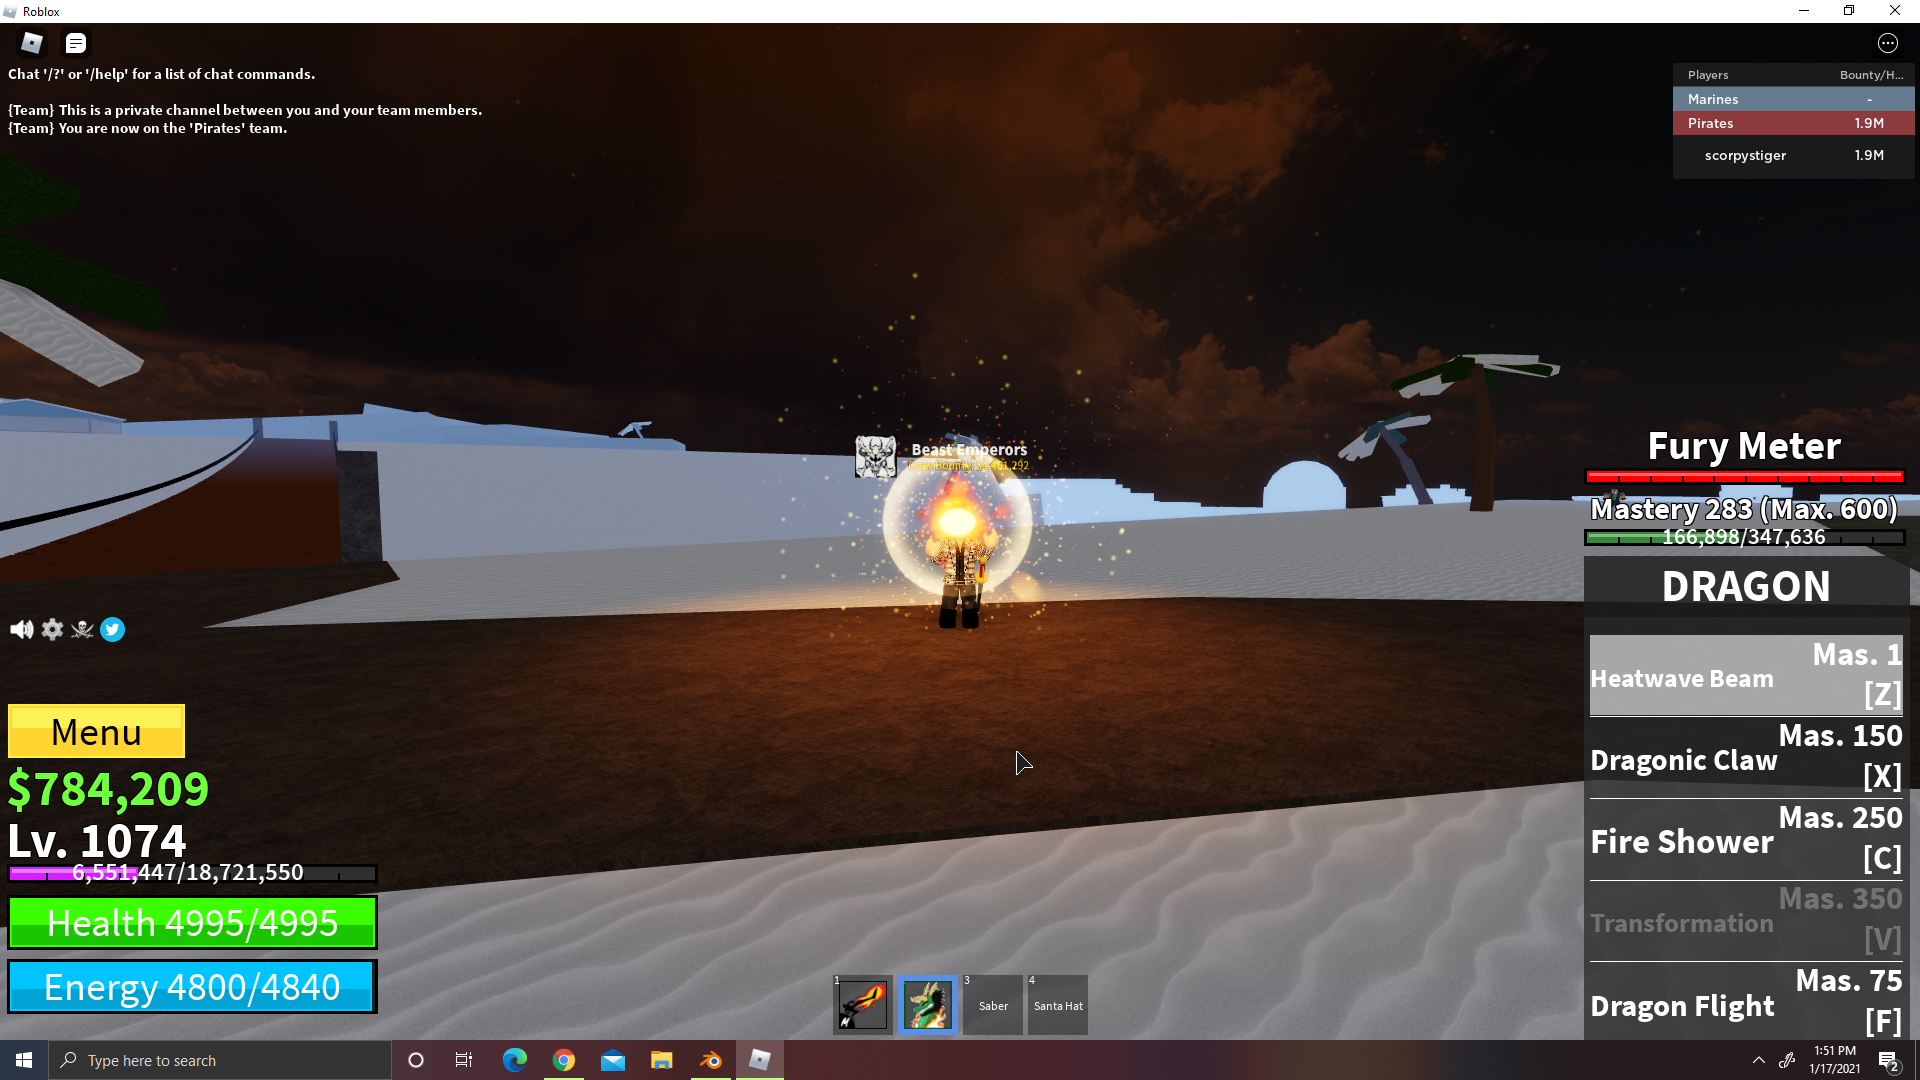 Roblox
Chat '/?' or '/help' for a list of chat commands.
{Team} This is a private channel between you and your team members.
{Team} You are now on the 'Pirates' team.
Players Bounty/H...
Marines -
Pirates 1.9M
scorpystiger 1.9M
Beast Emperors
Fury Meter
Mastery 283 (Max. 600)
166,898/347,636
DRAGON
Mas. 1
Heatwave Beam
[Z]
Mas. 150
Dragonic Claw
[X]
Mas. 250
Fire Shower
[C]
Mas. 350
Transformation
[V]
Mas. 75
Dragon Flight
[F]
Menu
$784,209
Lv. 1074
6,551,447/18,721,550
Health 4995/4995
Energy 4800/4840
1
3
Saber
4
Santa Hat
Type here to search
1:51 PM
1/17/2021
2